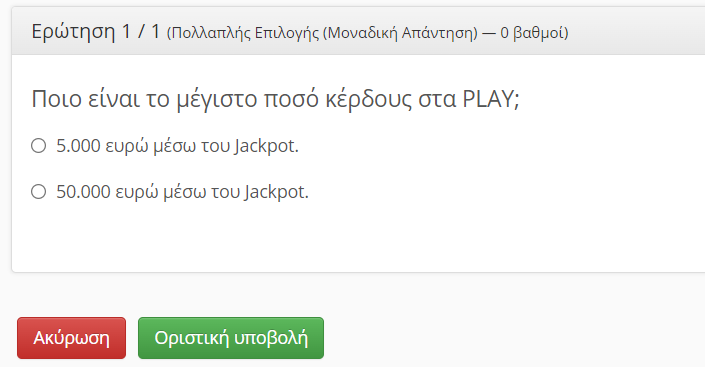 Ερώτηση 1 / 1 (Πολλαπλής Επιλογής (Μοναδική Απάντηση) — 0 βαθμοί)
Ποιο είναι το μέγιστο ποσό κέρδους στα PLAY;
5.000 ευρώ μέσω του Jackpot.
50.000 ευρώ μέσω του Jackpot.
Ακύρωση Οριστική υποβολή